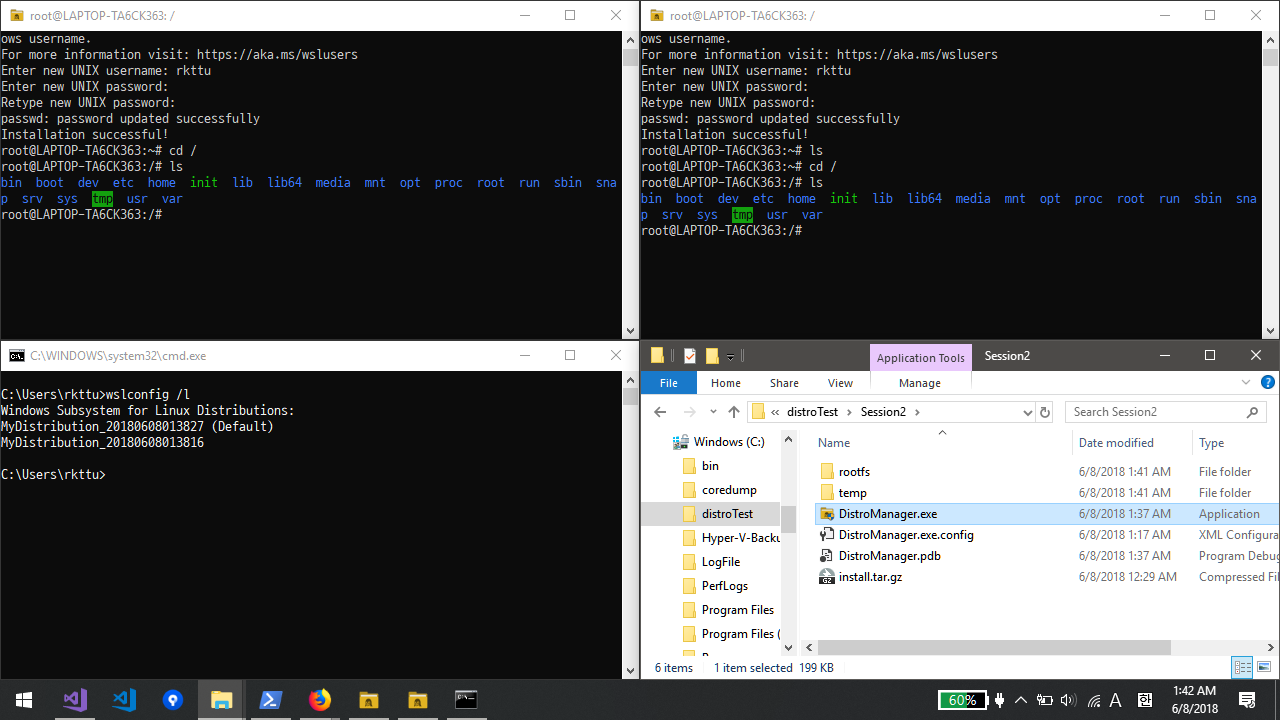 root@LAPTOP-TA6CK363: /
ows username.
For more information visit: https://aka.ms/wslusers
Enter new UNIX username: rkttu
Enter new UNIX password:
Retype new UNIX password:
passwd: password updated successfully
Installation successful!
root@LAPTOP-TA6CK363:~# cd /
root@LAPTOP-TA6CK363:/# ls
bin boot dev etc home init lib lib64 media mnt opt proc root run sbin sna
p srv sys tmp usr var
root@LAPTOP-TA6CK363:/#
root@LAPTOP-TA6CK363: /
ows username.
For more information visit: https://aka.ms/wslusers
Enter new UNIX username: rkttu
Enter new UNIX password:
Retype new UNIX password:
passwd: password updated successfully
Installation successful!
root@LAPTOP-TA6CK363:~# ls
root@LAPTOP-TA6CK363:~# cd /
root@LAPTOP-TA6CK363:/# ls
bin boot dev etc home init lib lib64 media mnt opt proc root run sbin sna
p srv sys tmp usr var
root@LAPTOP-TA6CK363:/#
C:\WINDOWS\system32\cmd.exe
C:\Users\rkttu>wslconfig /l
Windows Subsystem for Linux Distributions:
MyDistribution_20180608013827 (Default)
MyDistribution_20180608013816
C:\Users\rkttu>
Application Tools Session2
File Home Share View Manage
« distroTest › Session2 › Search Session2
Windows (C:)
bin
coredump
distroTest
Hyper-V-Backu
LogFile
PerfLogs
Program Files
Program Files (
Name Date modified Type
rootfs 6/8/2018 1:41 AM File folder
temp 6/8/2018 1:41 AM File folder
DistroManager.exe 6/8/2018 1:37 AM Application
DistroManager.exe.config 6/8/2018 1:17 AM XML Configura
DistroManager.pdb 6/8/2018 1:37 AM Program Debug
install.tar.gz 6/8/2018 12:29 AM Compressed Fi
6 items 1 item selected 199 KB
60% A 漢 1:42 AM
6/8/2018